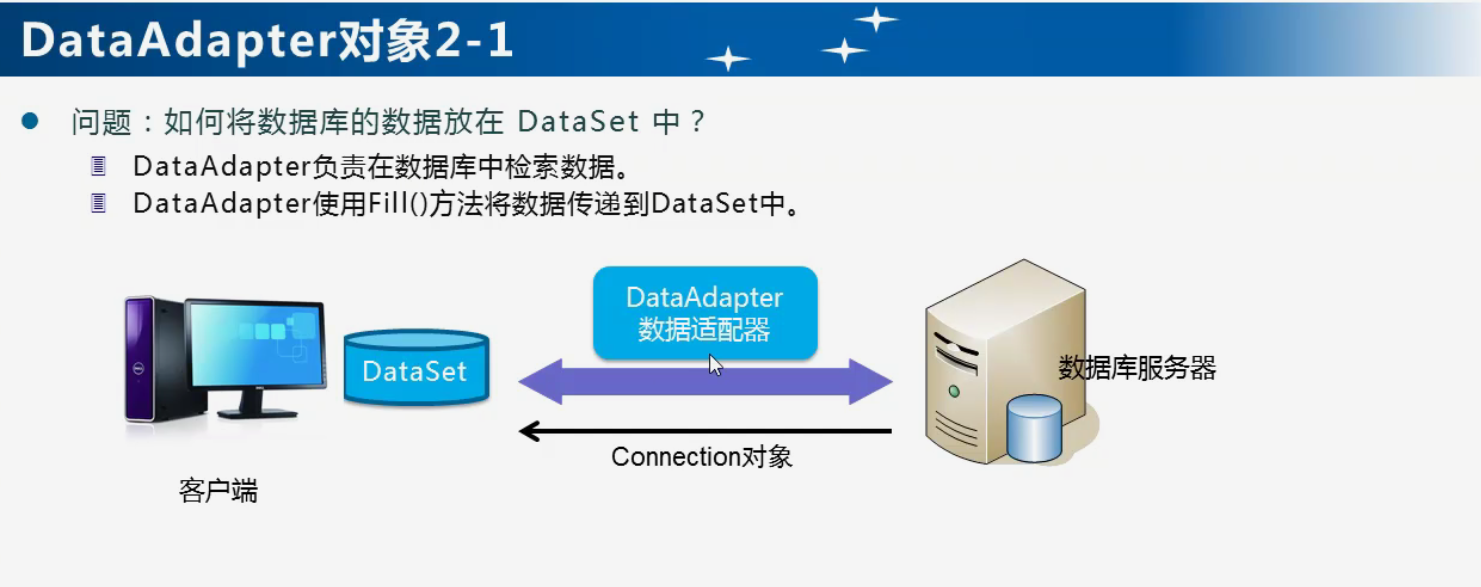 DataAdapter对象2-1
问题：如何将数据库的数据放在 DataSet 中？
DataAdapter负责在数据库中检索数据。
DataAdapter使用Fill()方法将数据传递到DataSet中。
DataAdapter
数据适配器
DataSet
数据库服务器
Connection对象
客户端